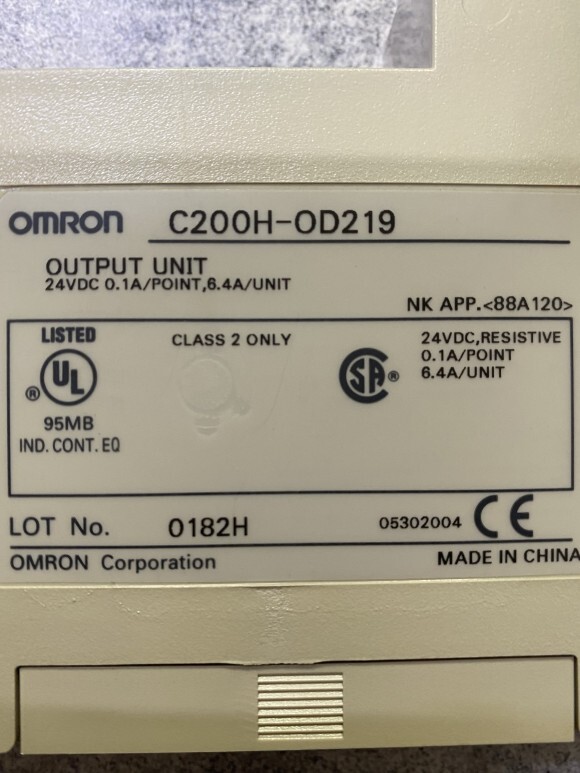 OMRON C200H-OD219
OUTPUT UNIT
24VDC 0.1A/POINT,6.4A/UNIT
NK APP.<88A120>
LISTED
UL
®
95MB
IND. CONT. EQ
CLASS 2 ONLY
SA ®
24VDC,RESISTIVE
0.1A/POINT
6.4A/UNIT
LOT No. 0182H 05302004 CE
OMRON Corporation MADE IN CHINA